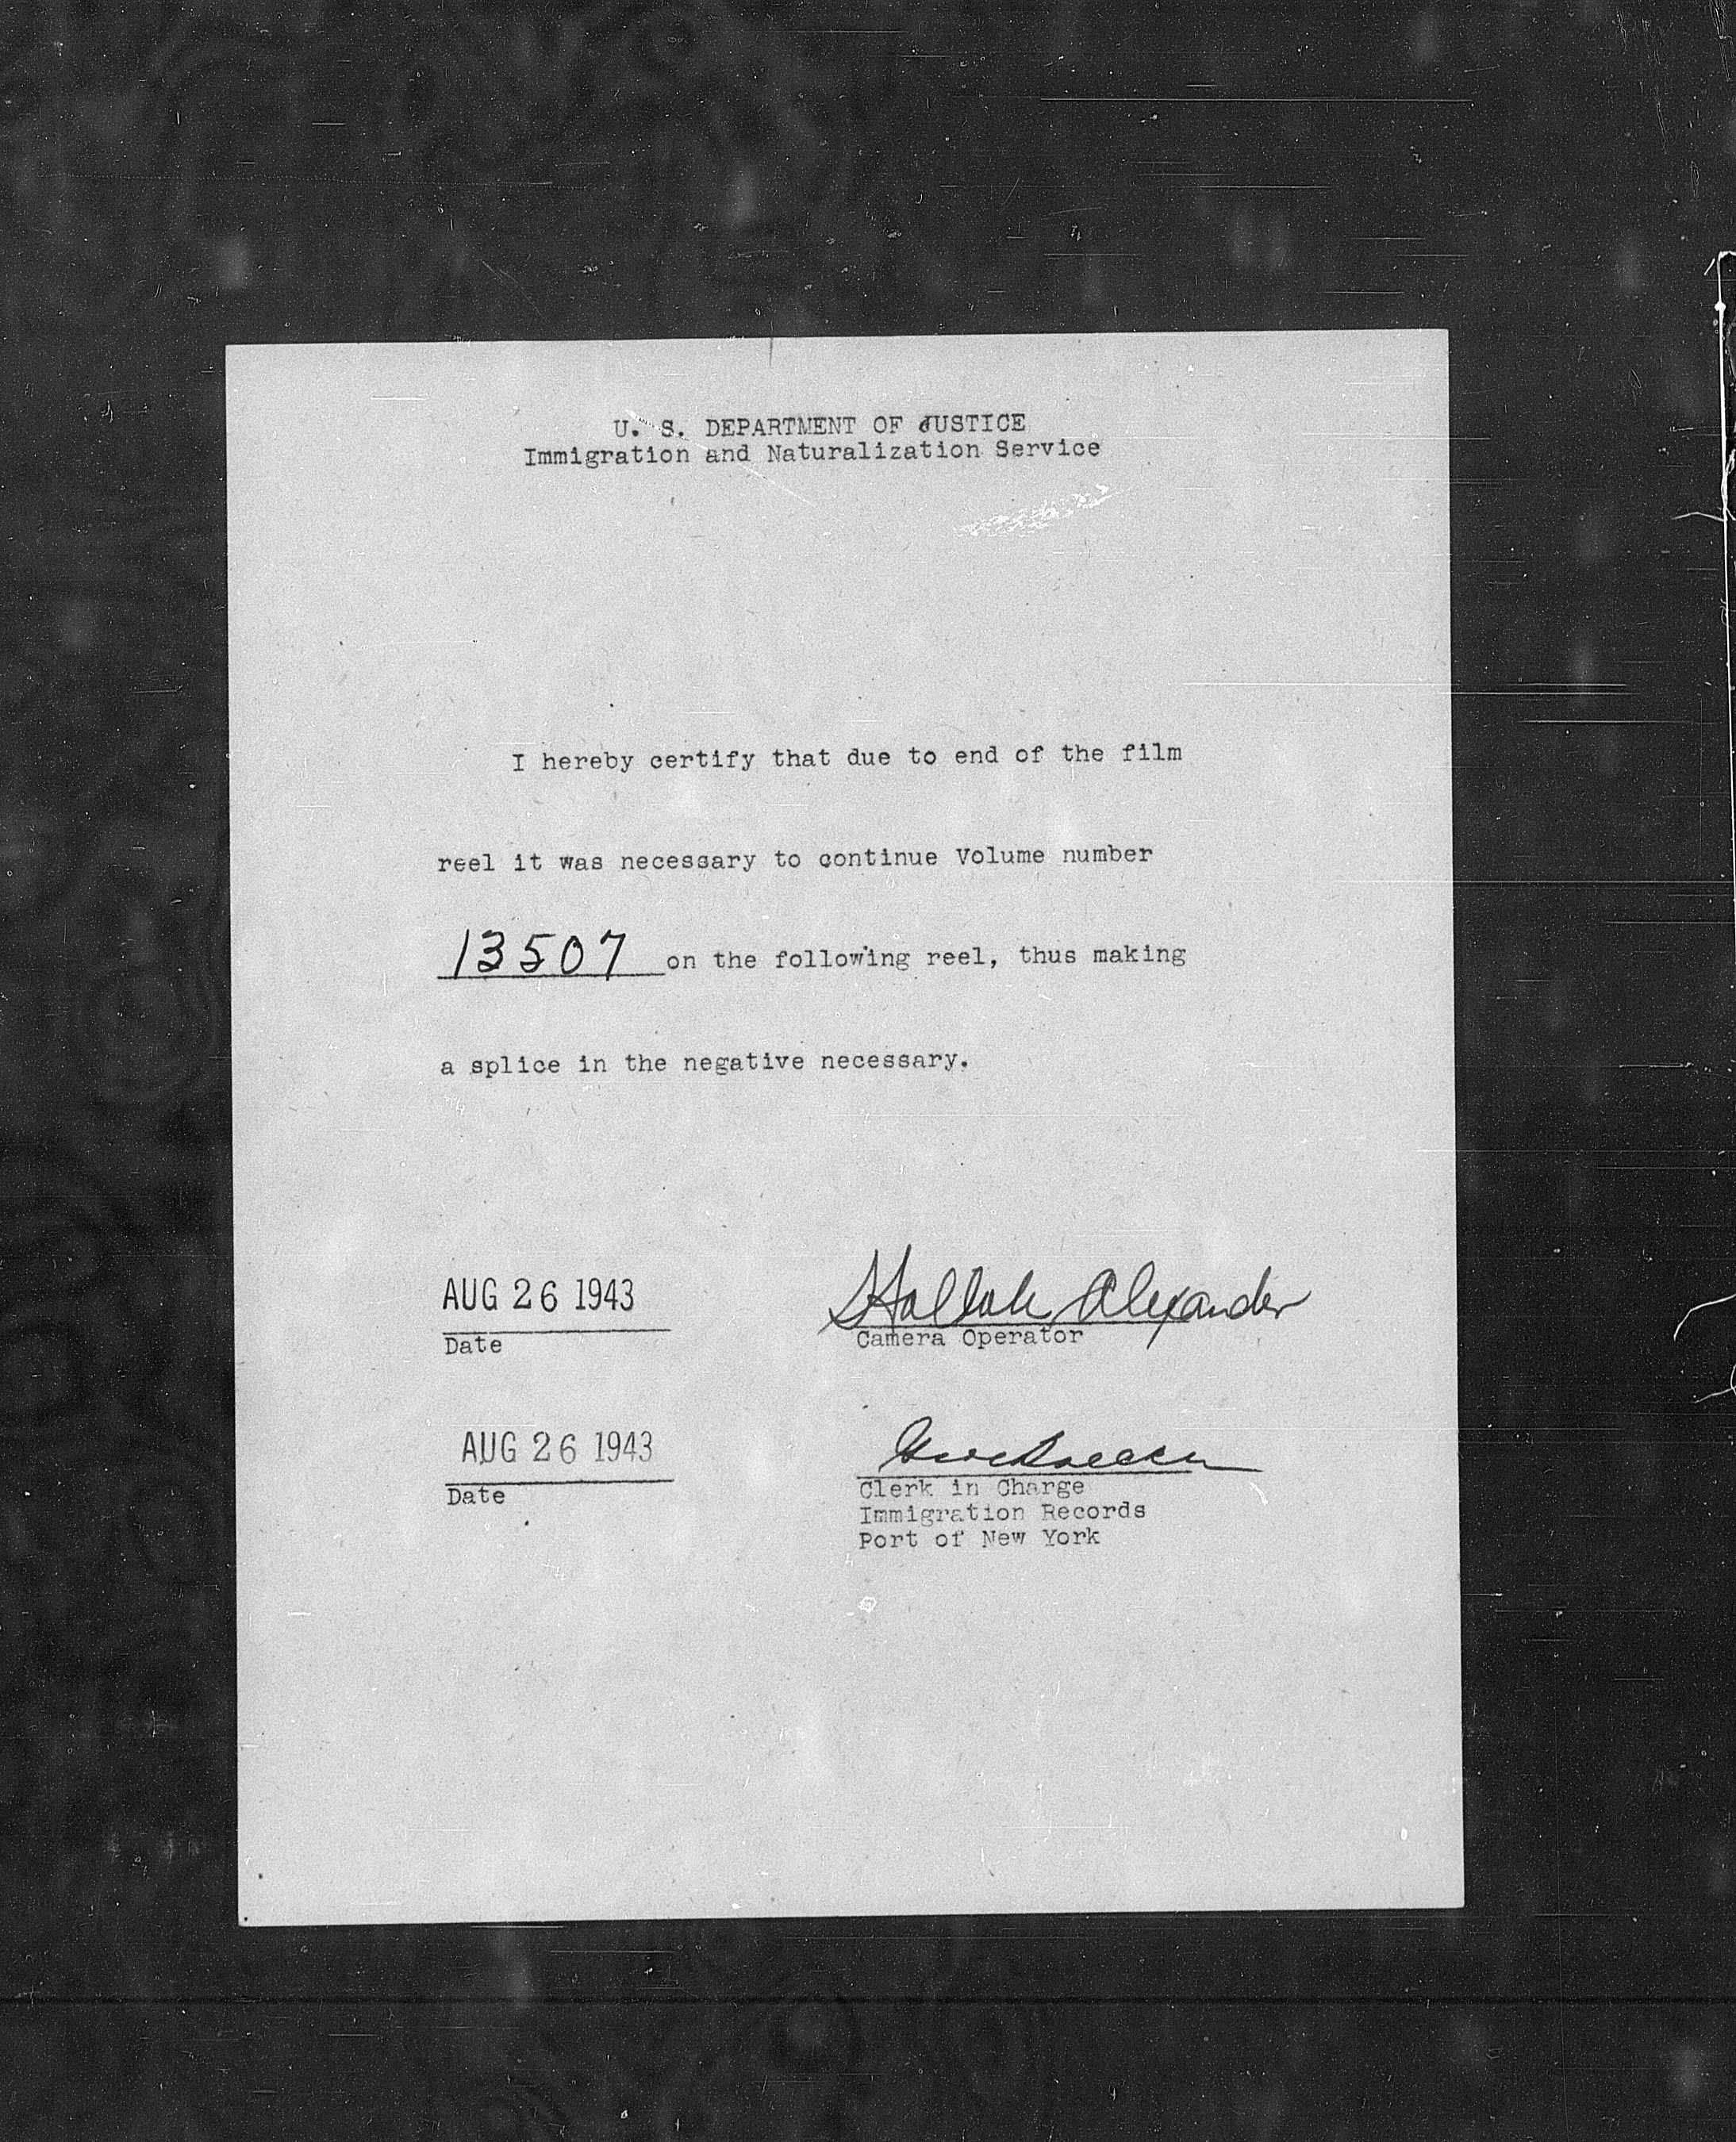 U. S. DEPARTMENT OF JUSTICE
Immigration and Naturalization Service
I hereby certify that due to end of the film
reel it was necessary to continue Volume number
13507 on the following reel, thus making
a splice in the negative necessary.
AUG 26 1943
Alexander
Date
Camera Operator
AUG 26 1943
Date
Clerk in Charge
Immigration Records
Port of New York